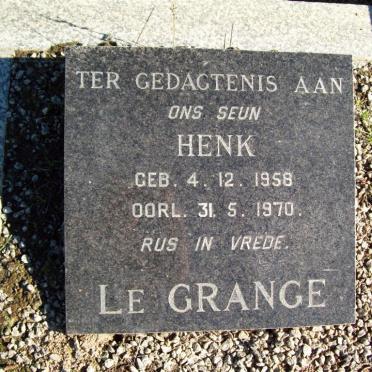 TER GEDAGTENIS AAN
ONS SEUN
HENK
GEB. 4. 12. 1958
OORL. 31. 5. 1970.
RUS IN VREDE.
LE GRANGE